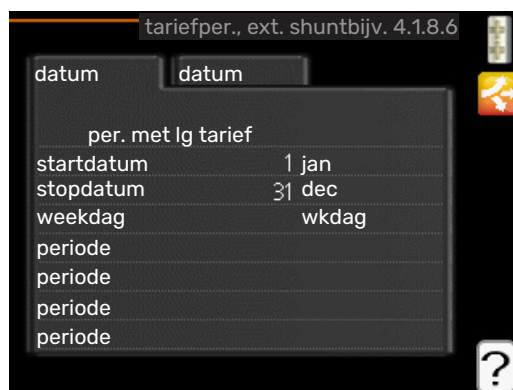 tariefper., ext. shuntbijv. 4.1.8.6
datum datum
per. met lg tarief
startdatum 1 jan
stopdatum 31 dec
weekdag wkdag
periode
periode
periode
periode
?